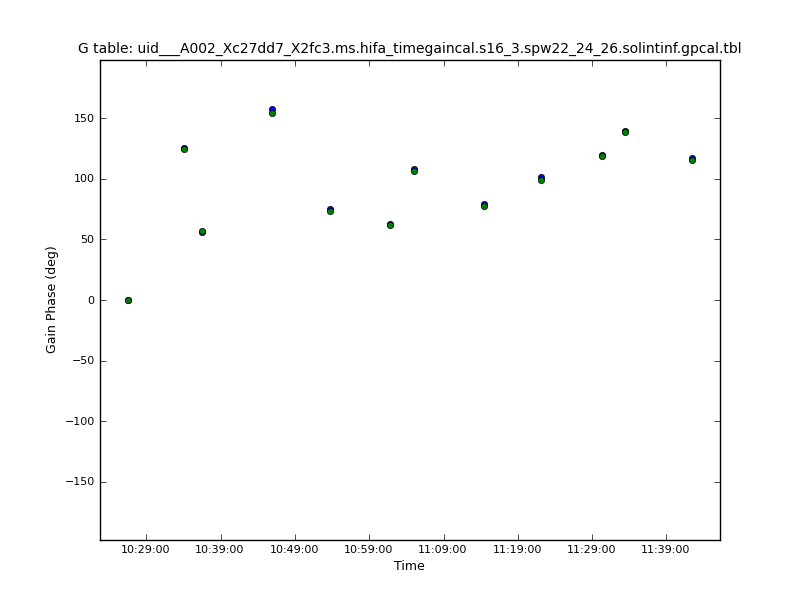 G table: uid___A002_Xc27dd7_X2fc3.ms.hifa_timegaincal.s16_3.spw22_24_26.solintinf.gpcal.tbl
150
100
50
0
−50
−100
−150
Gain Phase (deg)
10:29:00 10:39:00 10:49:00 10:59:00 11:09:00 11:19:00 11:29:00 11:39:00
Time